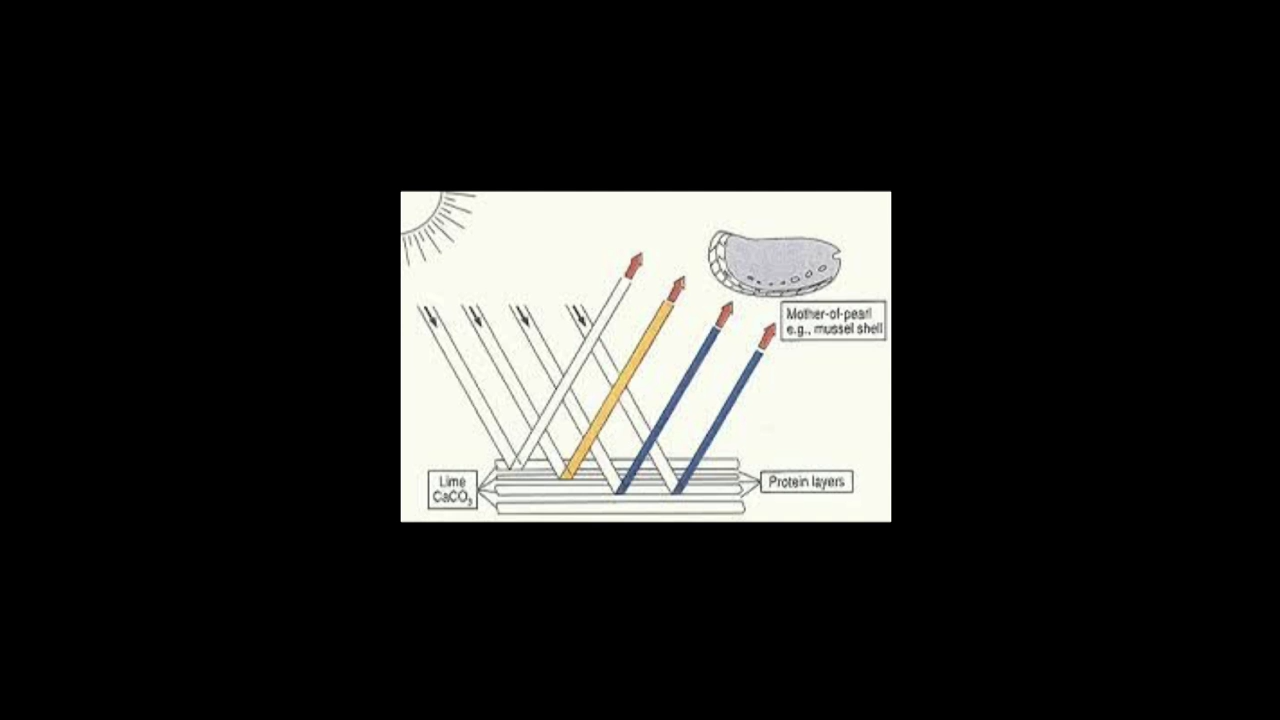 Mother-of-pearl
e.g., mussel shell
Lime
CaCO₃
Protein layers